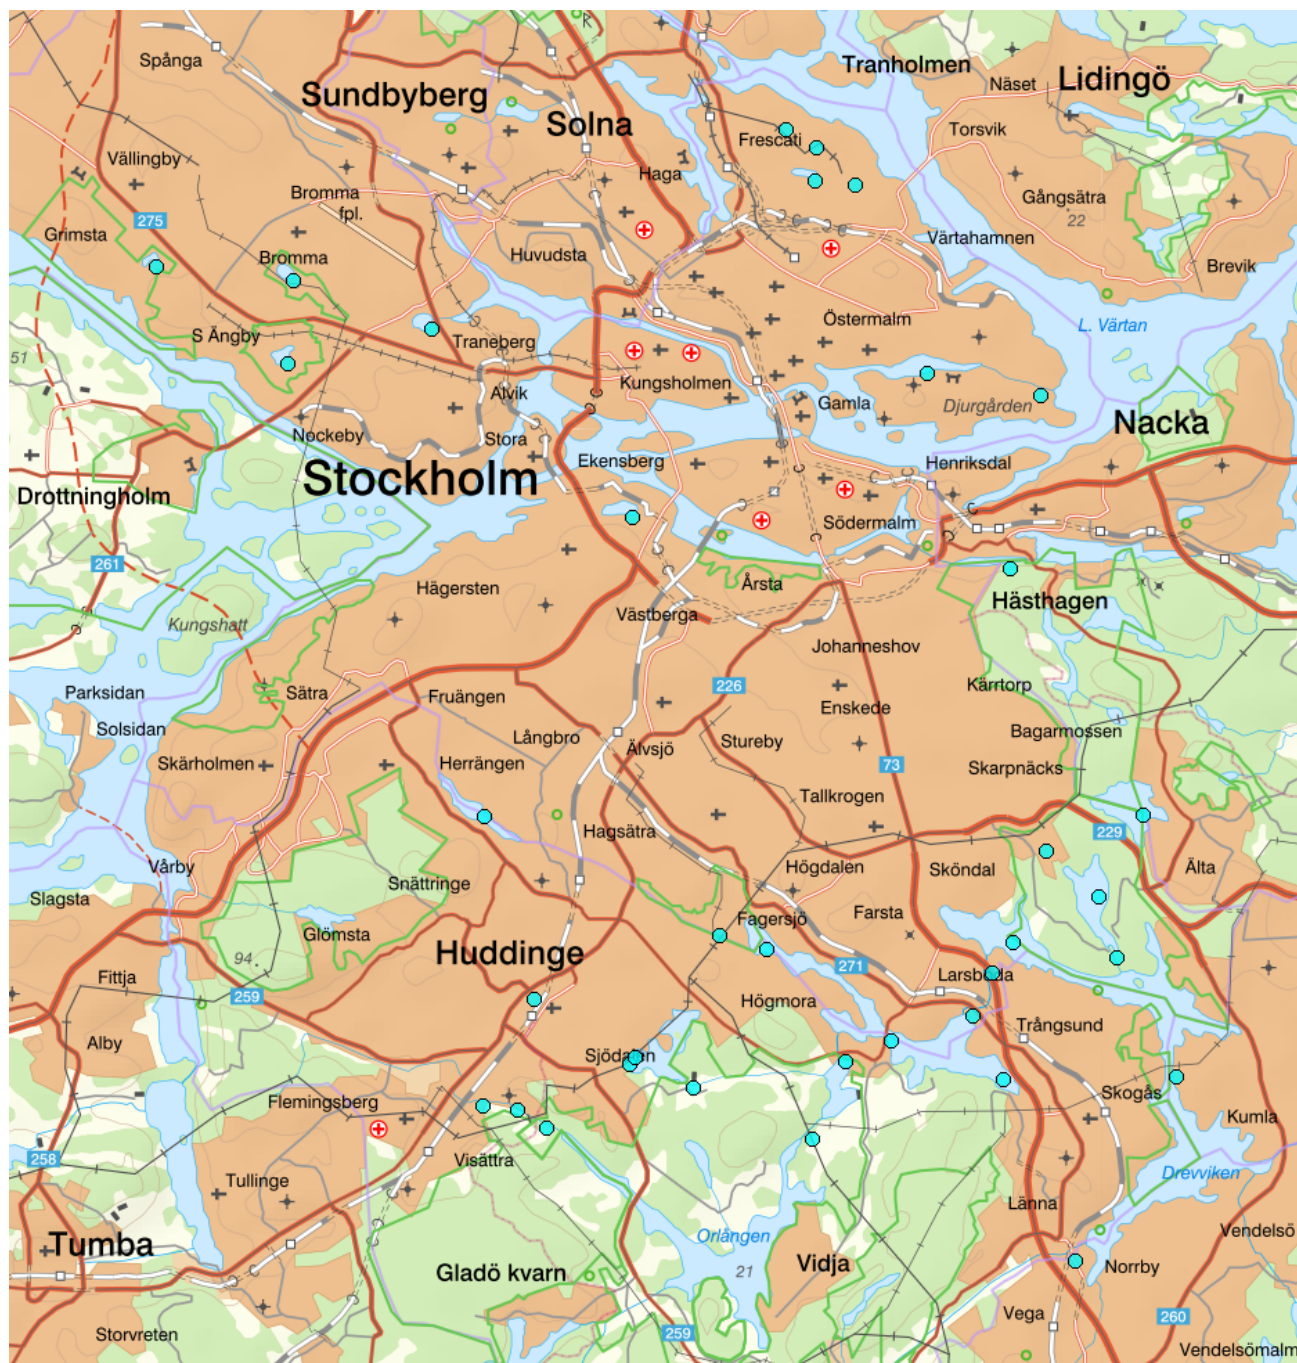 Spånga
Sundbyberg
Solna
Tranholmen
Näset
Lidingö
Torsvik
Frescati
Vällingby
Haga
Bromma
fpl.
Gångsätra
22
275
Grimsta
Bromma
Huvudsta
Värtahamnen
Brevik
S Ängby
Traneberg
Östermalm
L. Värtan
51
Kungsholmen
Alvik
Gamla
Djurgården
Nacka
Nockeby
Stora
Stockholm
Ekensberg
Henriksdal
Drottningholm
Södermalm
261
Hägersten
Årsta
Hästhagen
Kungshatt
Västberga
Johanneshov
Parksidan
Sätra
Fruängen
226
Kärrtorp
Solsidan
Långbro
Älvsjö
Enskede
Stureby
Bagarmossen
Skärholmen
Herrängen
73
Skarpnäcks
Tallkrogen
Hagsätra
229
Vårby
Högdalen
Sköndal
Älta
Slagsta
Snättringe
Glömsta
Fagersjö
Farsta
94
Huddinge
271
Larsboda
Fittja
259
Högmora
Trångsund
Alby
Sjödalen
Flemingsberg
Skogås
Kumla
258
Visättra
Tullinge
Drevviken
Länna
Tumba
Orlången
Vendelsö
Gladö kvarn
21
Vidja
Norrby
Storvreten
259
Vega
260
Vendelsömalm